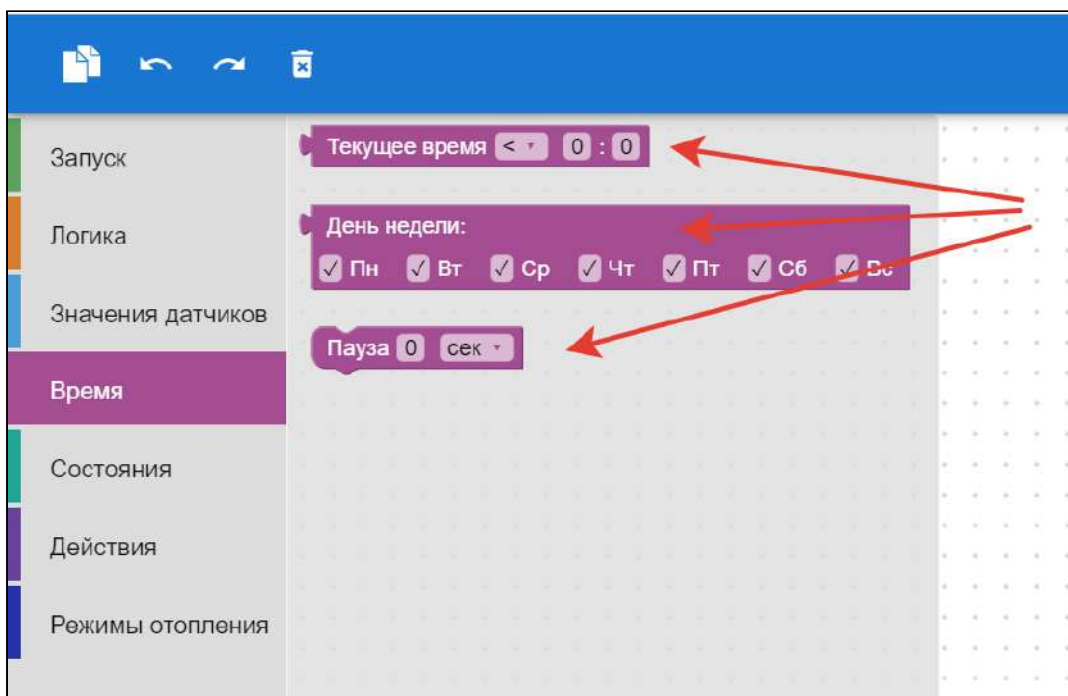 Запуск
Логика
Значения датчиков
Время
Состояния
Действия
Режимы отопления
Текущее время < 0 : 0
День недели:
Пн Вт Ср Чт Пт Сб Вс
Пауза 0 сек